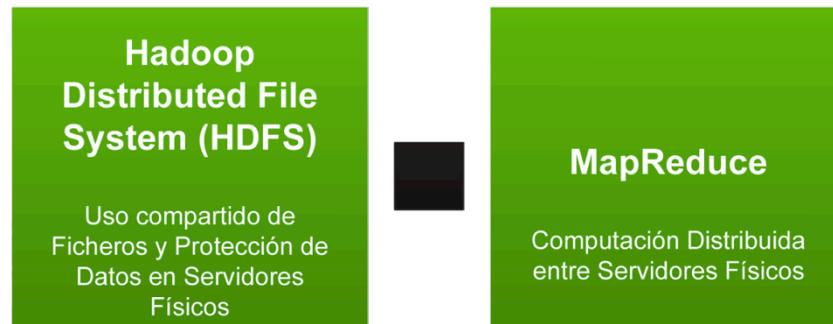 Hadoop
Distributed File
System (HDFS)
Uso compartido de
Ficheros y Protección de
Datos en Servidores
Físicos
MapReduce
Computación Distribuida
entre Servidores Físicos